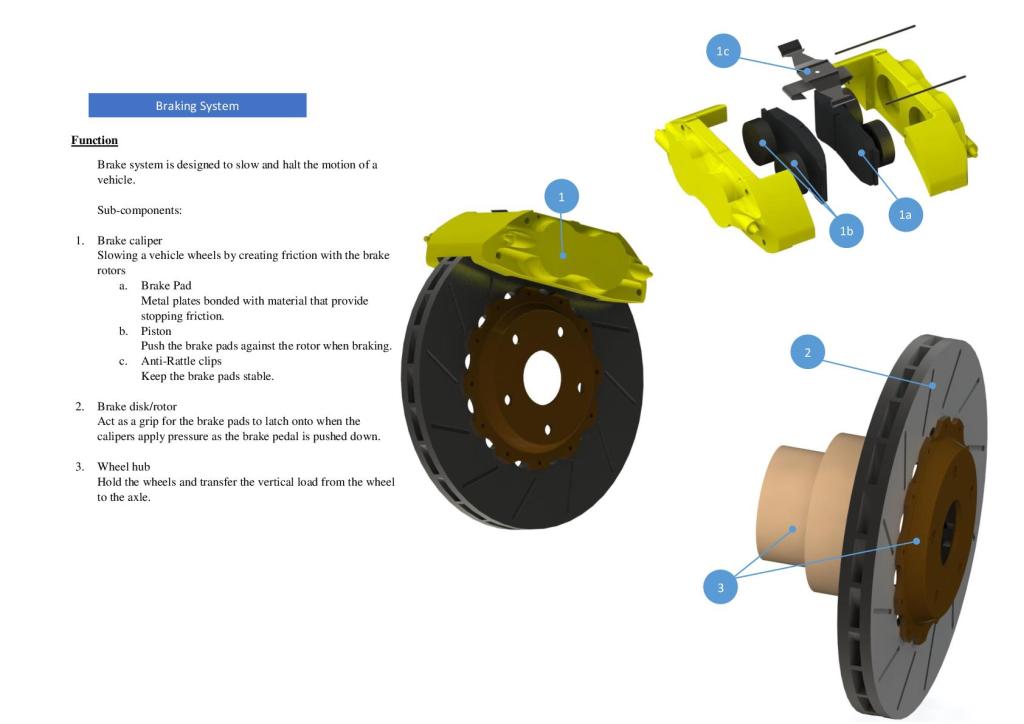 Braking System
Function
Brake system is designed to slow and halt the motion of a
vehicle.
Sub-components:
1. Brake caliper
Slowing a vehicle wheels by creating friction with the brake
rotors
a. Brake Pad
Metal plates bonded with material that provide
stopping friction.
b. Piston
Push the brake pads against the rotor when braking.
c. Anti-Rattle clips
Keep the brake pads stable.
2. Brake disk/rotor
Act as a grip for the brake pads to latch onto when the
calipers apply pressure as the brake pedal is pushed down.
3. Wheel hub
Hold the wheels and transfer the vertical load from the wheel
to the axle.
1
1c
1b
1a
2
3